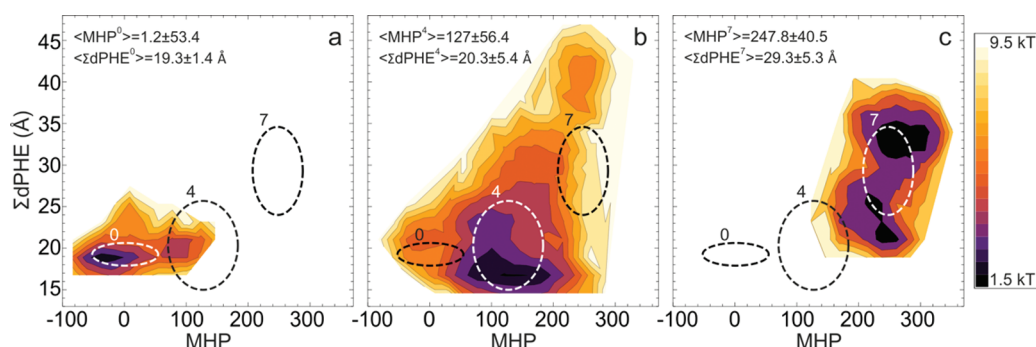 <MHP⁰>=1.2±53.4
<ΣdPHE⁰>=19.3±1.4 Å
a
<MHP⁴>=127±56.4
<ΣdPHE⁴>=20.3±5.4 Å
b
<MHP⁷>=247.8±40.5
<ΣdPHE⁷>=29.3±5.3 Å
c
9.5 kT
1.5 kT
ΣdPHE (Å)
45
40
35
30
25
20
15
7
4
0
4
7
0
7
4
0
-100 0 100 200 300
-100 0 100 200 300
-100 0 100 200 300
MHP
MHP
MHP